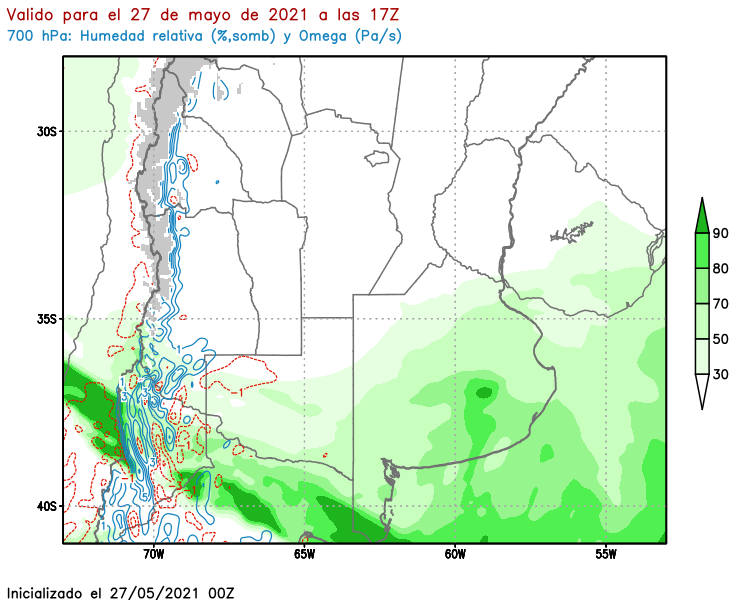 Valido para el 27 de mayo de 2021 a las 17Z
700 hPa: Humedad relativa (%,somb) y Omega (Pa/s)
30S
35S
40S
70W
65W
60W
55W
90
80
70
50
30
-1
Inicializado el 27/05/2021 00Z